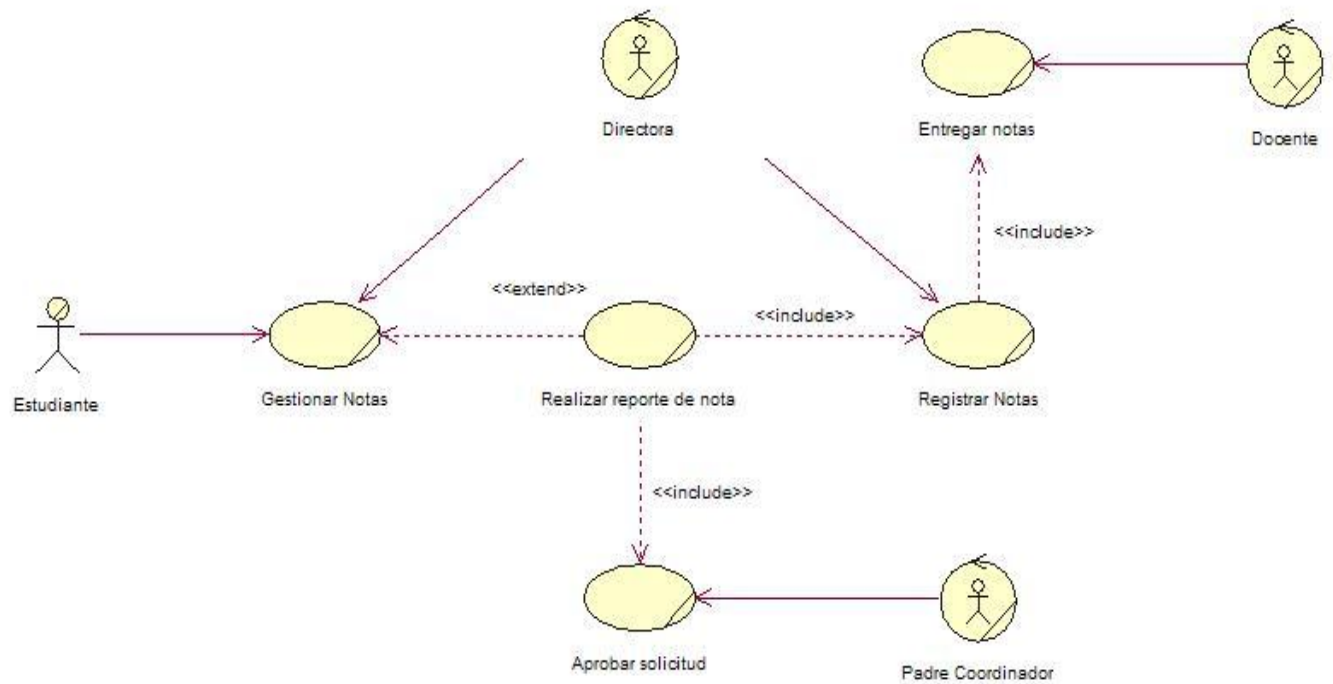 Directora
Entregar notas
Docente
<<include>>
<<extend>>
<<include>>
Estudiante
Gestionar Notas
Realizar reporte de nota
Registrar Notas
<<include>>
Aprobar solicitud
Padre Coordinador